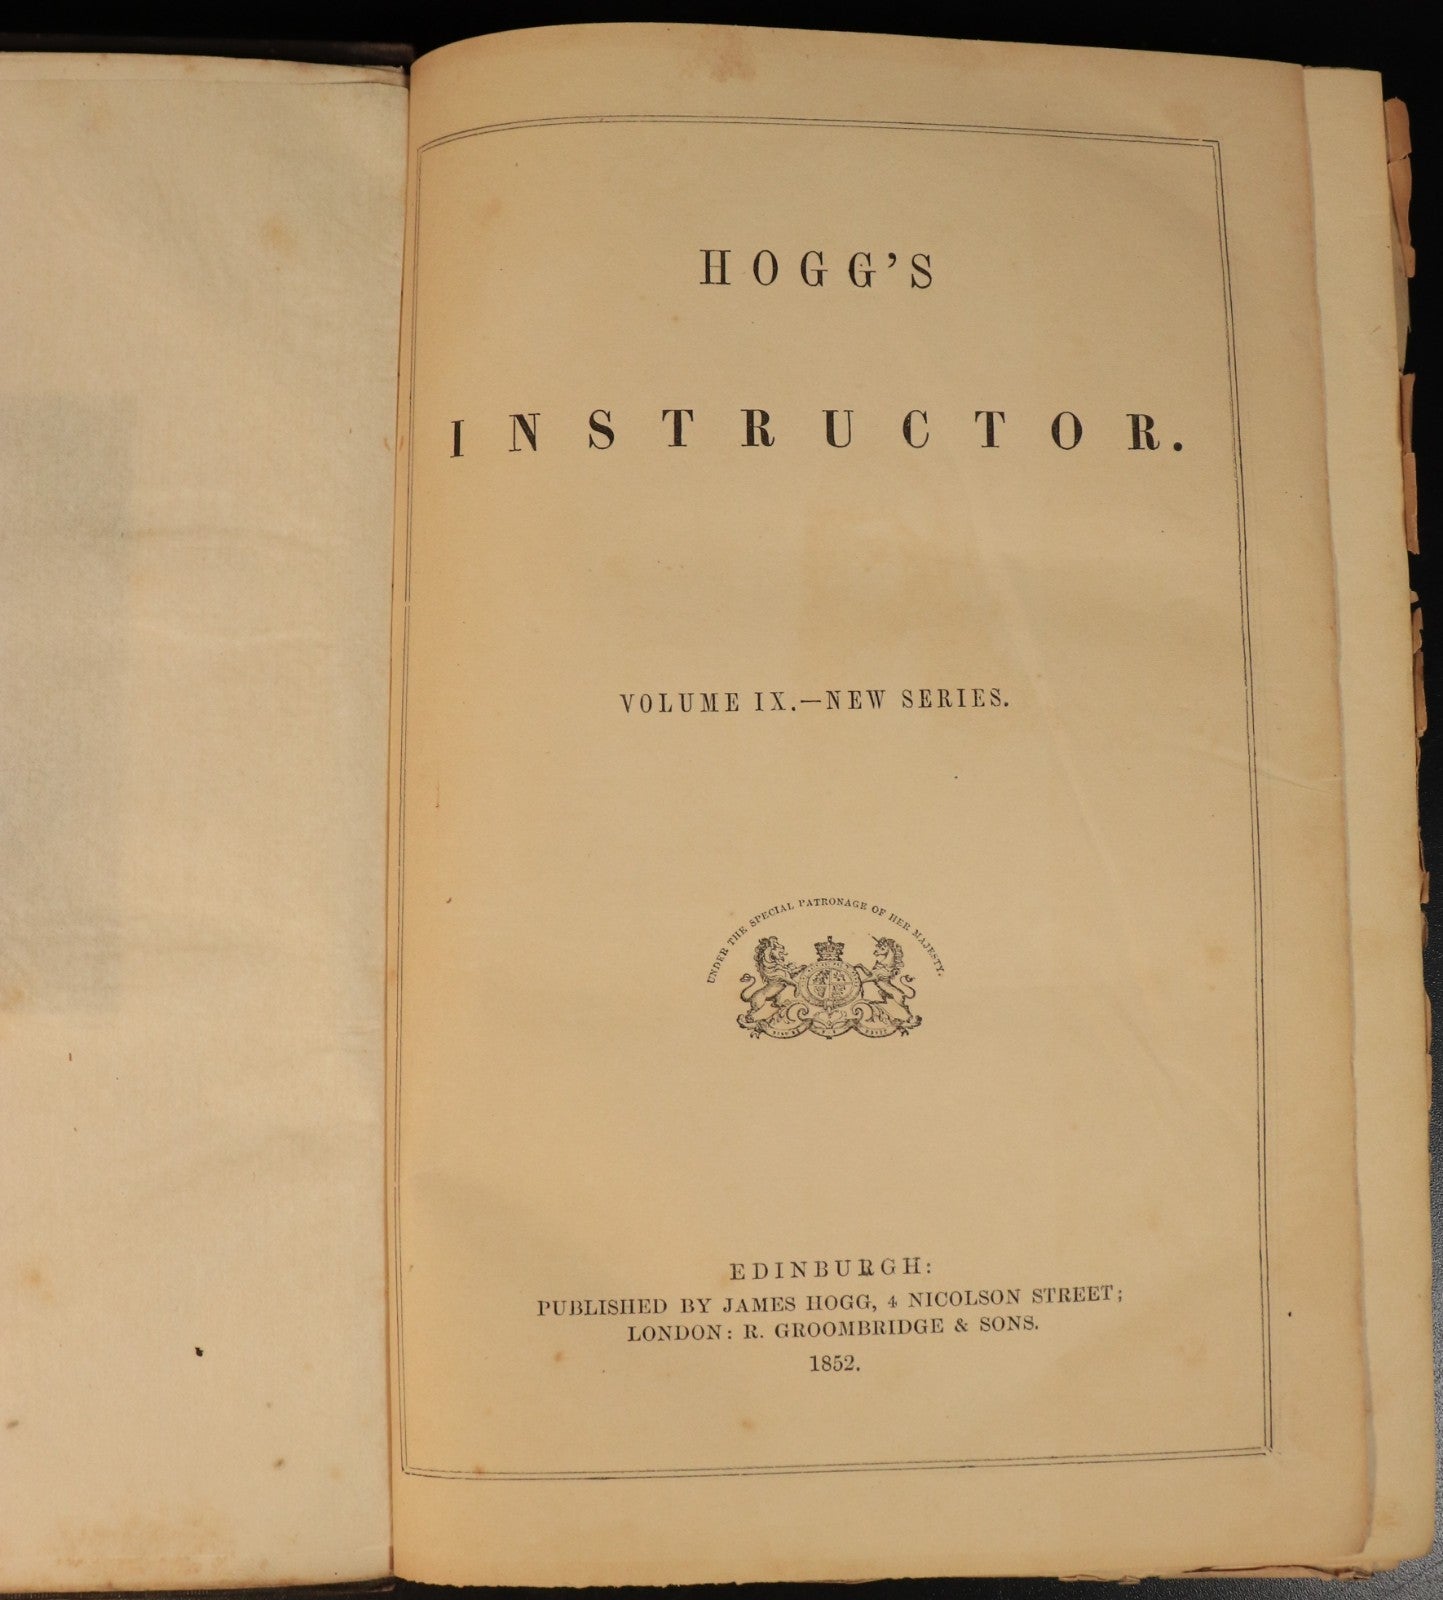 HOGG'S
INSTRUCTOR.
VOLUME IX.—NEW SERIES.
UNDER THE SPECIAL PATRONAGE OF HER MAJESTY.
EDINBURGH:
PUBLISHED BY JAMES HOGG, 4 NICOLSON STREET;
LONDON: R. GROOMBRIDGE & SONS.
1852.